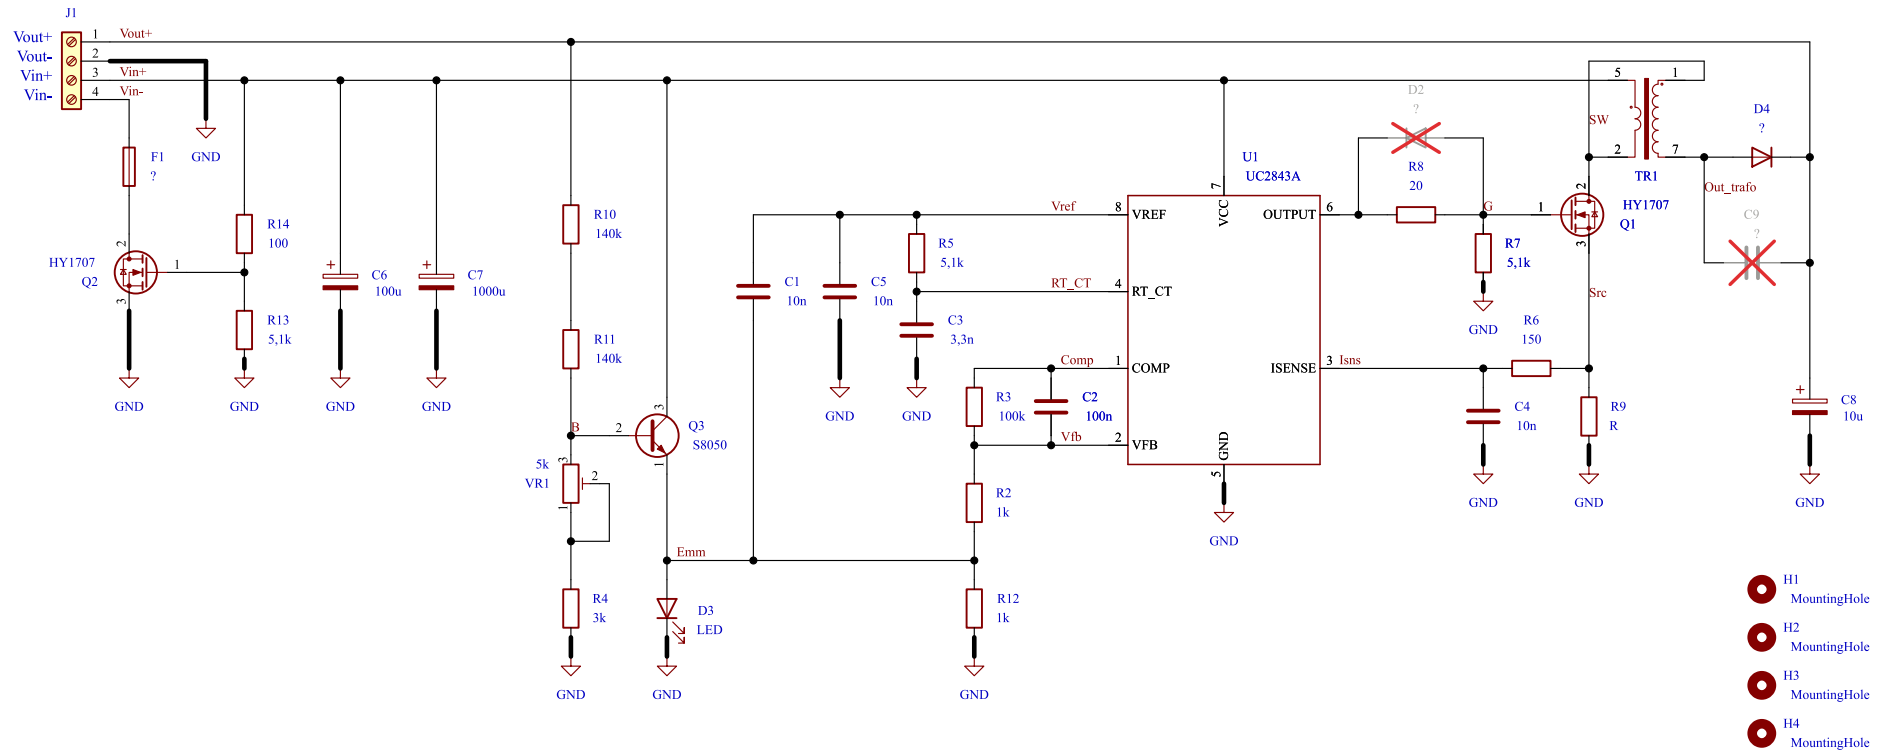 J1
Vout+ 1 Vout+
Vout- 2
Vin+ 3 Vin+
Vin- 4 Vin-
GND
F1
?
R14
100
HY1707
Q2
2
1
3
R13
5,1k
C6
100u
C7
1000u
GND
GND
GND
GND
R10
140k
R11
140k
B
2
3
1
Q3
S8050
5k
VR1
3
2
1
R4
3k
GND
Emm
D3
LED
GND
C1
10n
C5
10n
GND
R5
5,1k
C3
3,3n
GND
Vref
RT_CT
Comp
Vfb
R3
100k
C2
100n
R2
1k
R12
1k
GND
U1
UC2843A
7
VCC
8 VREF
OUTPUT 6
4 RT_CT
1 COMP
ISENSE 3 Isns
2 VFB
GND
5
GND
D2
?
R8
20
G
R7
5,1k
GND
1
2
3
HY1707
Q1
SW
5
1
2
7
TR1
D4
?
Out_trafo
C9
?
Src
R6
150
C4
10n
GND
R9
R
GND
C8
10u
GND
H1
MountingHole
H2
MountingHole
H3
MountingHole
H4
MountingHole